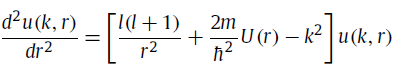 d²u(k, r)/dr² = [l(l + 1)/r² + 2m/ℏ² U(r) − k²] u(k, r)